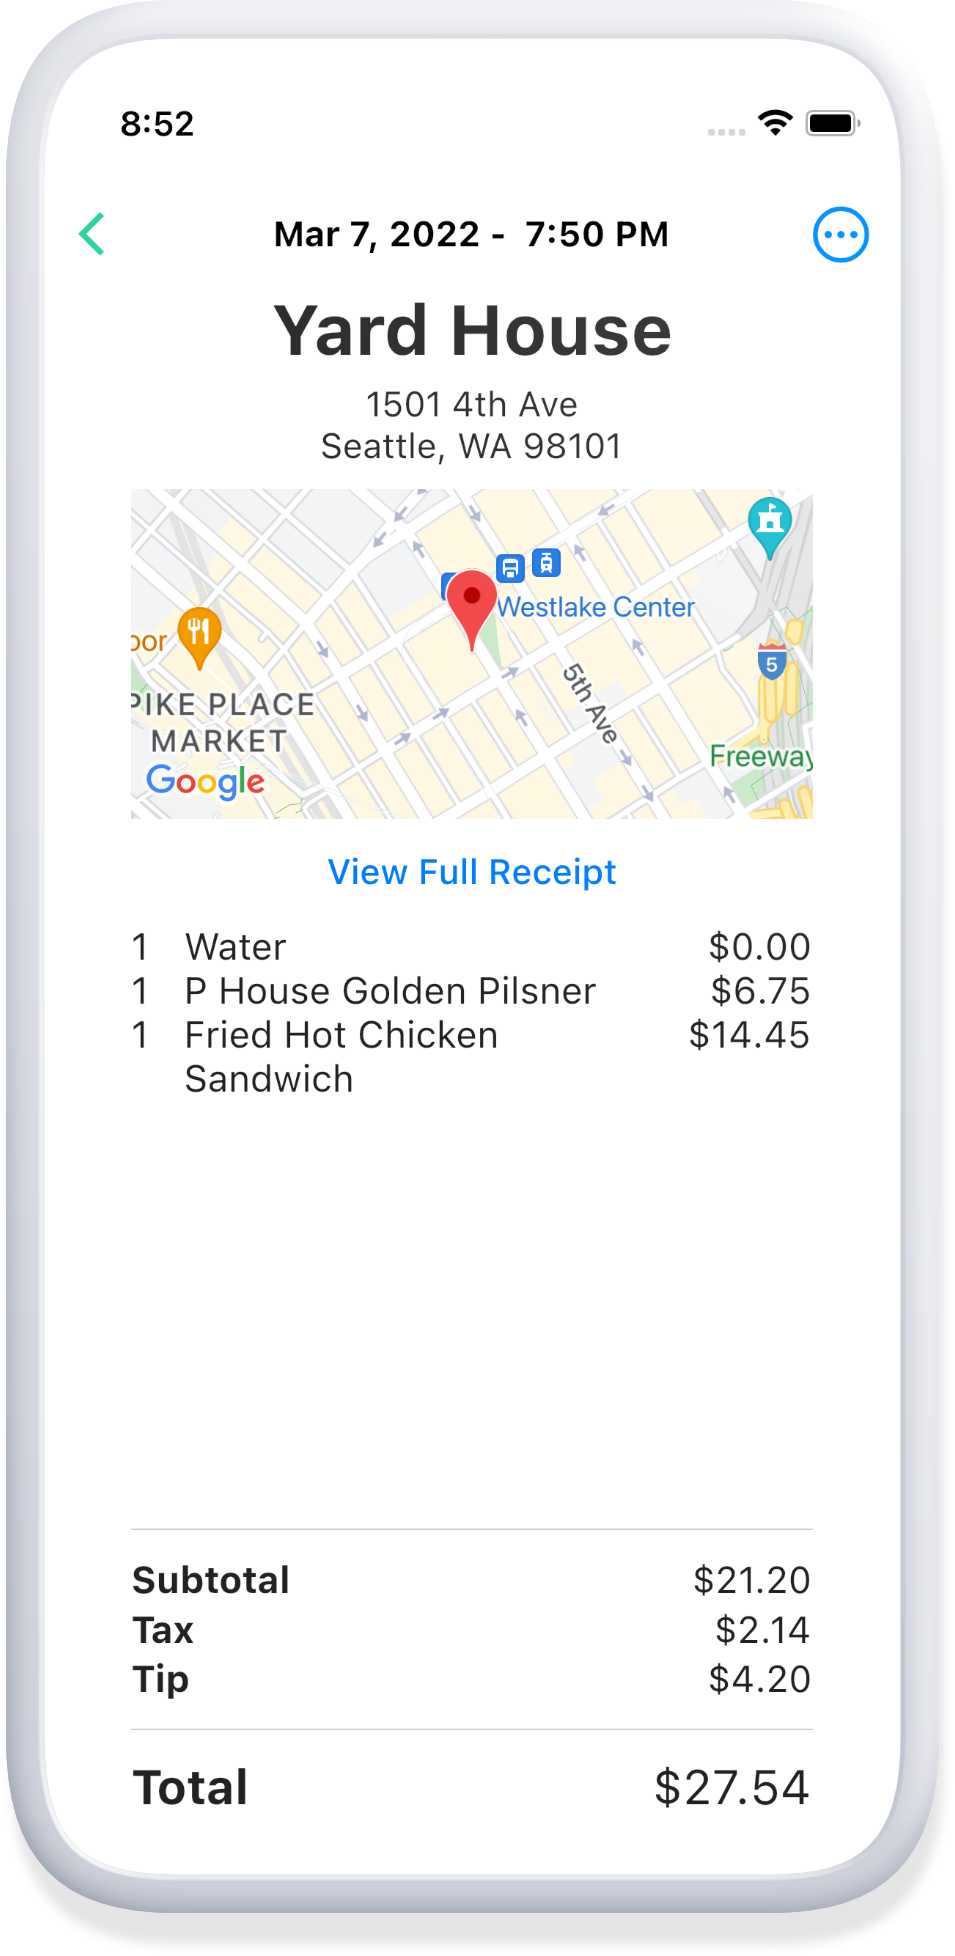 8:52
Mar 7, 2022 - 7:50 PM
Yard House
1501 4th Ave
Seattle, WA 98101
Westlake Center
oor
5
5th Ave
PIKE PLACE
MARKET
Freeway
Google
View Full Receipt
1 Water $0.00
1 P House Golden Pilsner $6.75
1 Fried Hot Chicken $14.45
Sandwich
Subtotal $21.20
Tax $2.14
Tip $4.20
Total $27.54